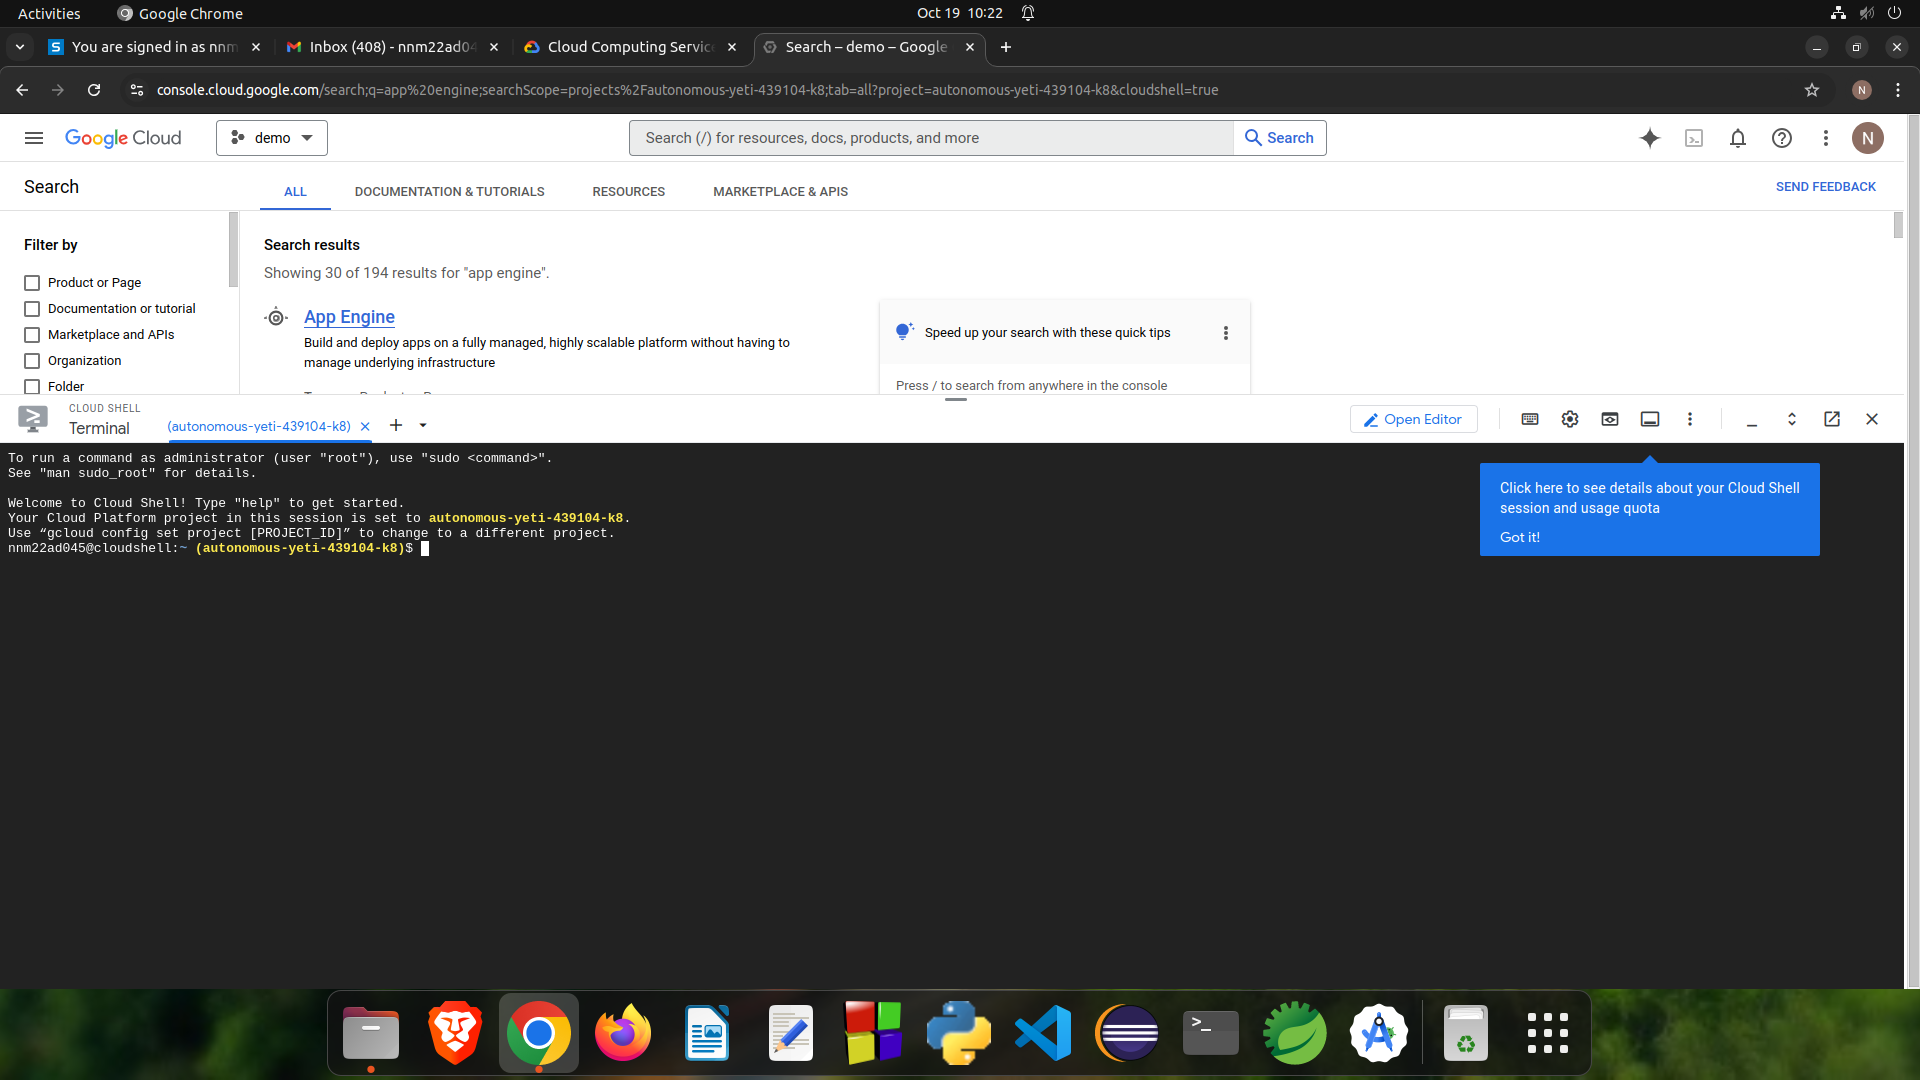 Activities
Google Chrome
Oct 19 10:22
You are signed in as nnm
Inbox (408) - nnm22ad04
Cloud Computing Service
Search – demo – Google
console.cloud.google.com/search;q=app%20engine;searchScope=projects%2Fautonomous-yeti-439104-k8;tab=all?project=autonomous-yeti-439104-k8&cloudshell=true
N
Google Cloud
demo
Search (/) for resources, docs, products, and more
Search
N
Search
ALL
DOCUMENTATION & TUTORIALS
RESOURCES
MARKETPLACE & APIS
SEND FEEDBACK
Filter by
Product or Page
Documentation or tutorial
Marketplace and APIs
Organization
Folder
Search results
Showing 30 of 194 results for "app engine".
App Engine
Build and deploy apps on a fully managed, highly scalable platform without having to
manage underlying infrastructure
Speed up your search with these quick tips
Press / to search from anywhere in the console
CLOUD SHELL
Terminal
(autonomous-yeti-439104-k8)
Open Editor
To run a command as administrator (user "root"), use "sudo <command>".
See "man sudo_root" for details.
Welcome to Cloud Shell! Type "help" to get started.
Your Cloud Platform project in this session is set to autonomous-yeti-439104-k8.
Use “gcloud config set project [PROJECT_ID]” to change to a different project.
nnm22ad045@cloudshell:~ (autonomous-yeti-439104-k8)$
Click here to see details about your Cloud Shell
session and usage quota
Got it!